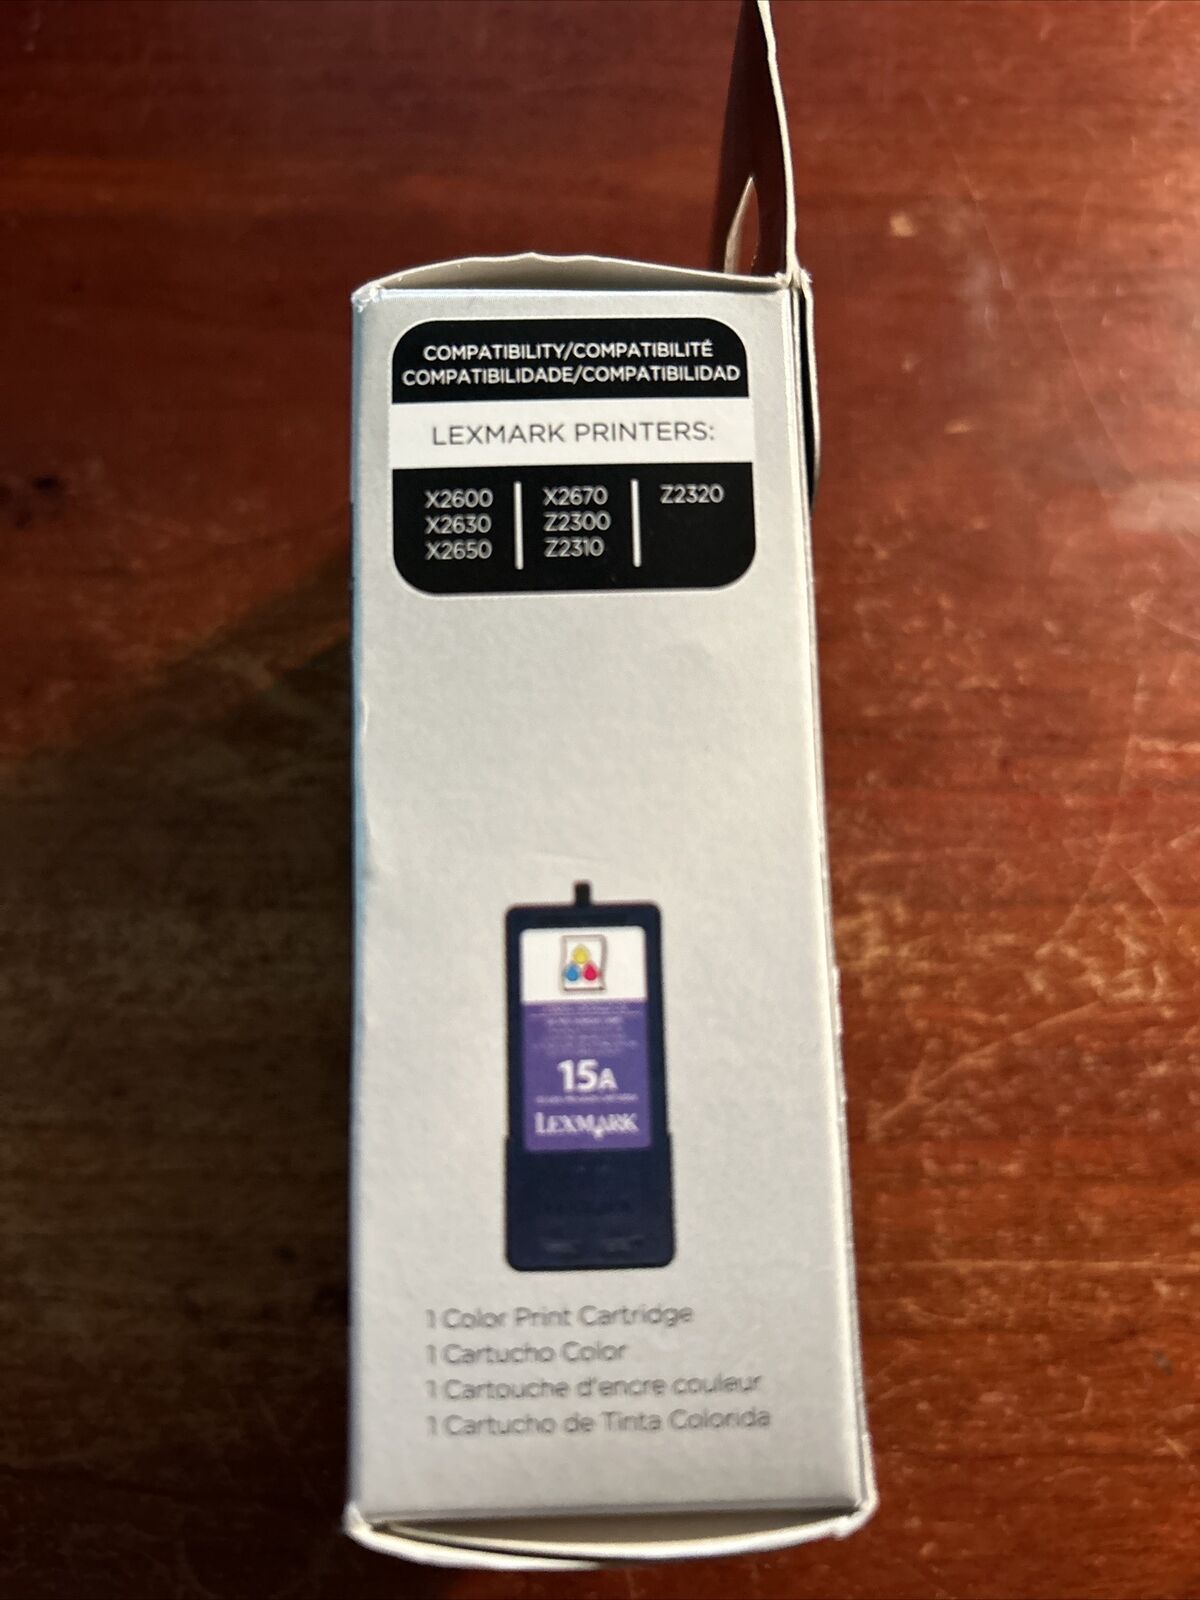 COMPATIBILITY/COMPATIBILITÉ
COMPATIBILIDADE/COMPATIBILIDAD
LEXMARK PRINTERS:
X2600 X2670 Z2320
X2630 Z2300
X2650 Z2310
15A
LEXMARK
1 Color Print Cartridge
1 Cartucho Color
1 Cartouche d'encre couleur
1 Cartucho de Tinta Colorida